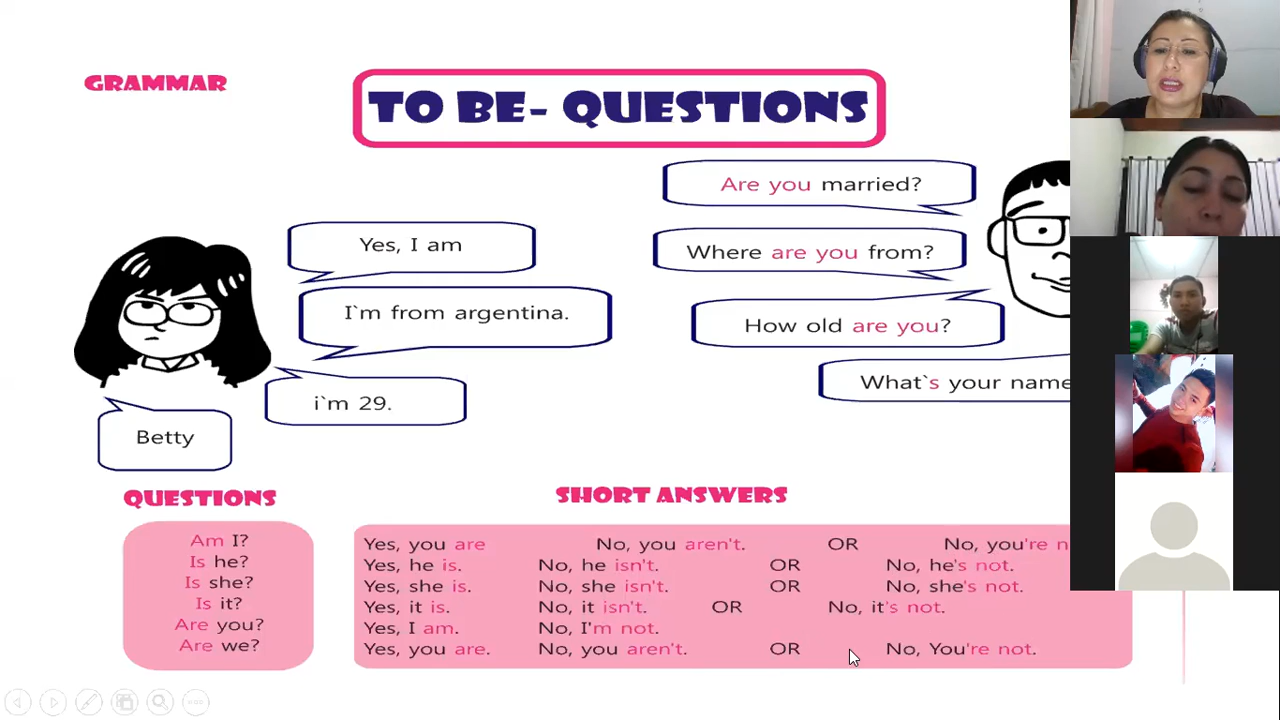 GRAMMAR
TO BE- QUESTIONS
Are you married?
Yes, I am
Where are you from?
I`m from argentina.
How old are you?
i`m 29.
What`s your name
Betty
QUESTIONS
Am I?
Is he?
Is she?
Is it?
Are you?
Are we?
SHORT ANSWERS
Yes, you are No, you aren't. OR No, you're n
Yes, he is. No, he isn't. OR No, he's not.
Yes, she is. No, she isn't. OR No, she's not.
Yes, it is. No, it isn't. OR No, it's not.
Yes, I am. No, I'm not.
Yes, you are. No, you aren't. OR No, You're not.